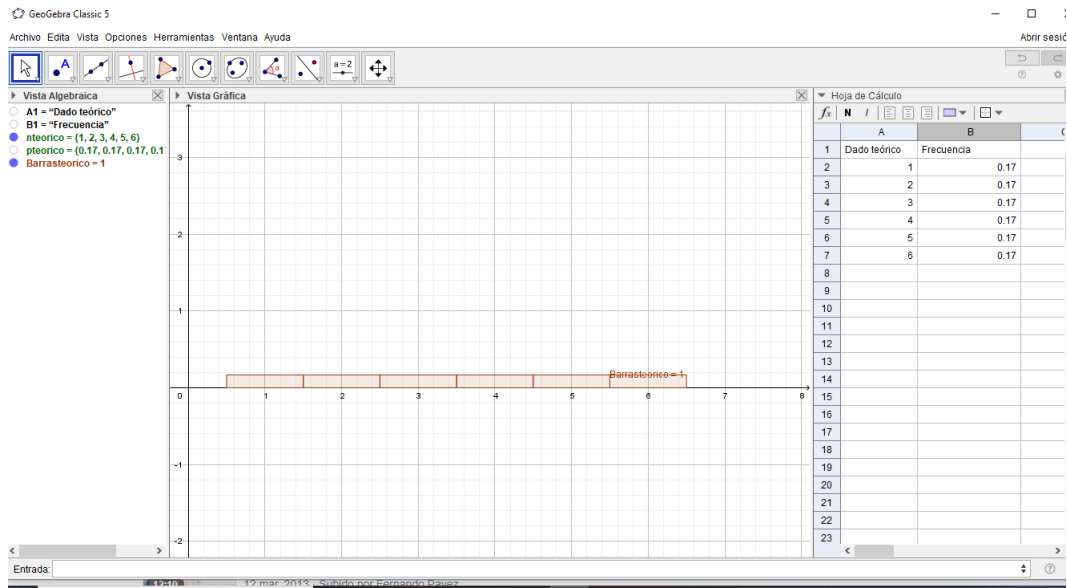 GeoGebra Classic 5
Archivo Edita Vista Opciones Herramientas Ventana Ayuda
Abrir sesió
A
α
a=2
Vista Algebraica
A1 = "Dado teórico"
B1 = "Frecuencia"
nteorico = {1, 2, 3, 4, 5, 6}
pteorico = {0.17, 0.17, 0.17, 0.1
Barrasteorico = 1
Vista Gráfica
3
2
1
-1
-2
0 1 2 3 4 5 6 7 8
Barrasteorico = 1
Hoja de Cálculo
fx N I
A B C
1 Dado teórico Frecuencia
2 1 0.17
3 2 0.17
4 3 0.17
5 4 0.17
6 5 0.17
7 6 0.17
8
9
10
11
12
13
14
15
16
17
18
19
20
21
22
23
Entrada:
12:10 12 mar. 2013 Subido por Fernando Pavez